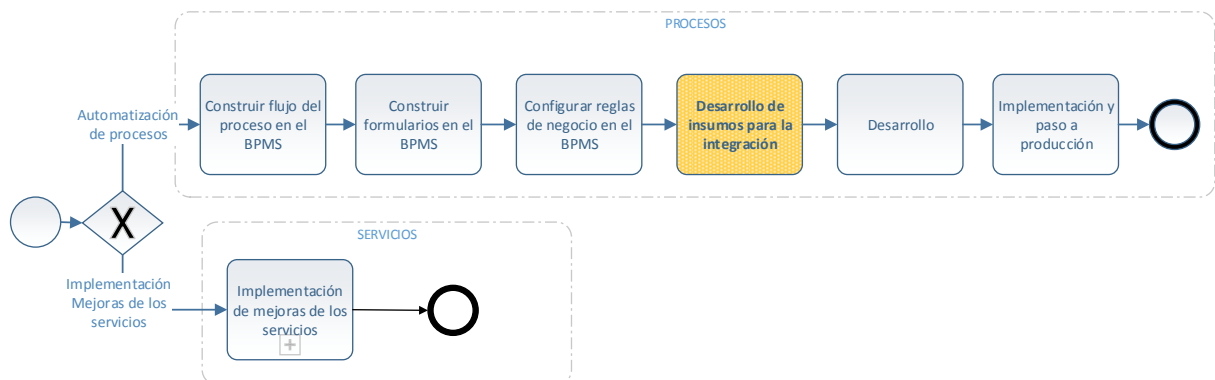 PROCESOS
Automatización
de procesos
Construir flujo del
proceso en el
BPMS
Construir
formularios en el
BPMS
Configurar reglas
de negocio en el
BPMS
Desarrollo de
insumos para la
integración
Desarrollo
Implementación y
paso a
producción
X
SERVICIOS
Implementación
Mejoras de los
servicios
Implementación
de mejoras de los
servicios